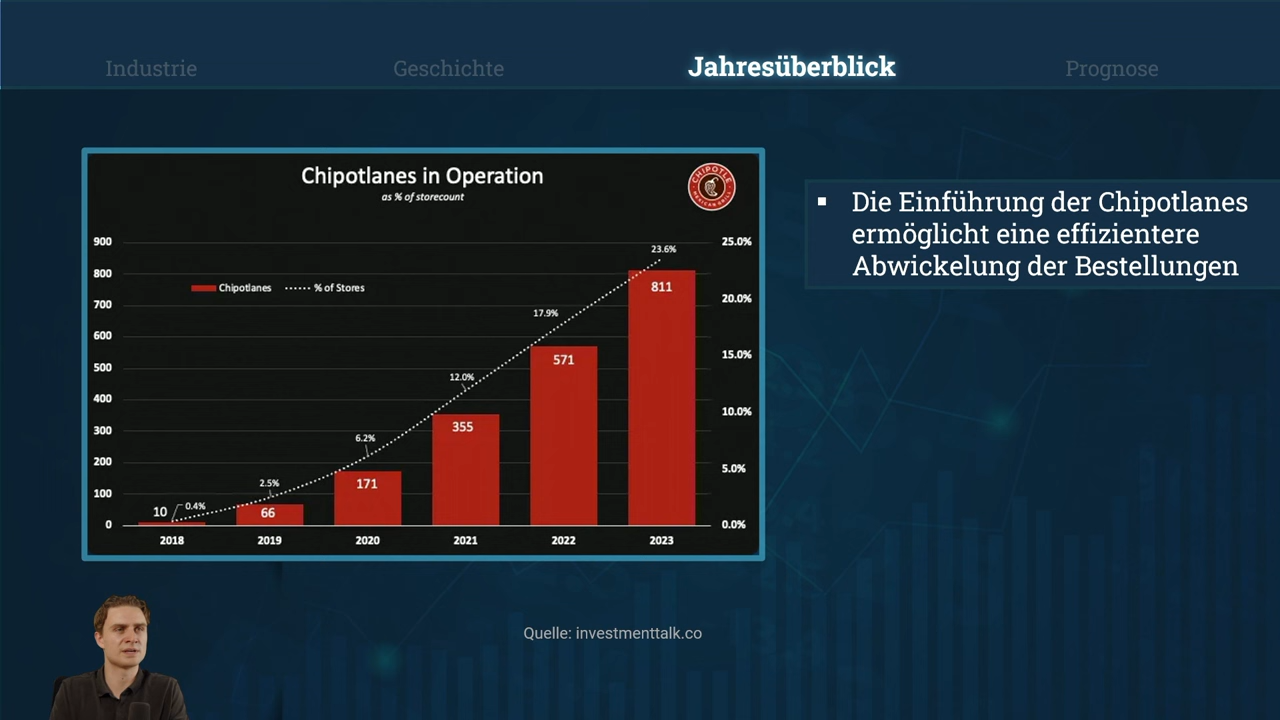 Industrie
Geschichte
Jahresüberblick
Prognose
Chipotlanes in Operation
as % of storecount
CHIPOTLE
MEXICAN GRILL
Die Einführung der Chipotlanes
ermöglicht eine effizientere
Abwickelung der Bestellungen
900
25.0%
23.6%
800
811
Chipotlanes
% of Stores
700
20.0%
17.9%
600
571
15.0%
500
12.0%
400
10.0%
355
300
6.2%
200
171
5.0%
2.5%
100
10
0.4%
66
0
0.0%
2018
2019
2020
2021
2022
2023
Quelle: investmenttalk.co